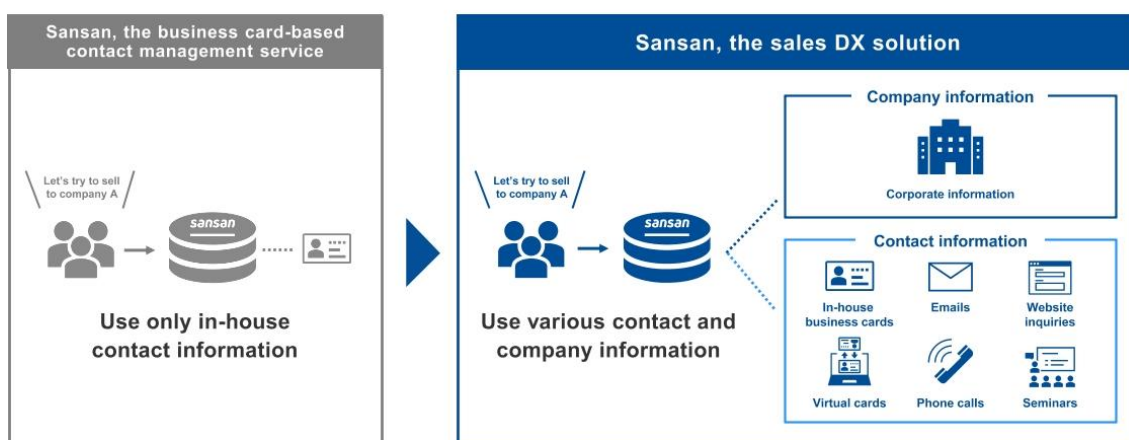 Sansan, the business card-based
contact management service
Let's try to sell
to company A
sansan
Use only in-house
contact information
Sansan, the sales DX solution
Let's try to sell
to company A
sansan
Use various contact and
company information
Company information
Corporate information
Contact information
In-house
business cards
Emails
Website
inquiries
Virtual cards
Phone calls
Seminars